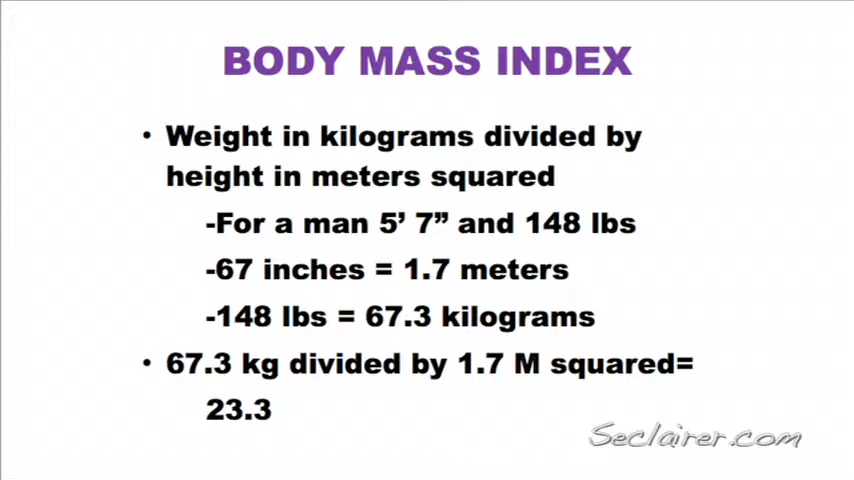 BODY MASS INDEX
• Weight in kilograms divided by
height in meters squared
-For a man 5’ 7” and 148 lbs
-67 inches = 1.7 meters
-148 lbs = 67.3 kilograms
• 67.3 kg divided by 1.7 M squared=
23.3
Seclairer.com